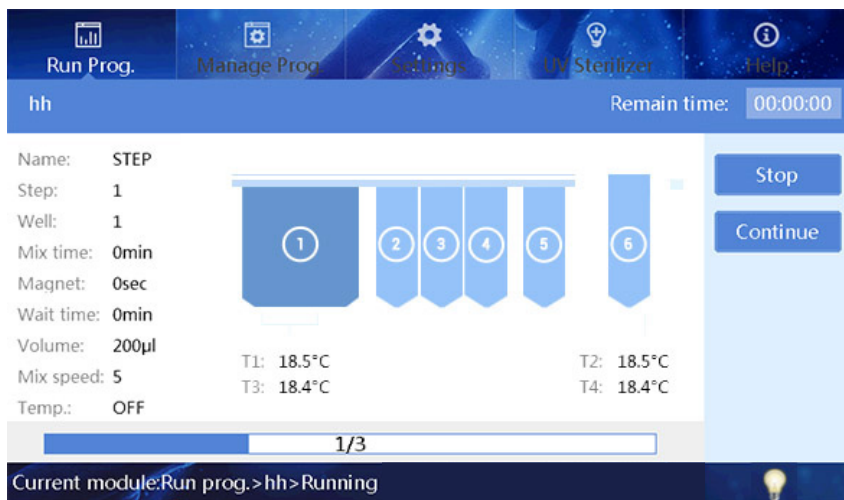 Run Prog. Manage Prog. Settings UV Sterilizer Help
hh Remain time: 00:00:00
Name: STEP
Step: 1
Well: 1
Mix time: 0min
Magnet: 0sec
Wait time: 0min
Volume: 200μl
Mix speed: 5
Temp.: OFF
1 2 3 4 5 6
T1: 18.5°C T2: 18.5°C
T3: 18.4°C T4: 18.4°C
Stop
Continue
1/3
Current module:Run prog.>hh>Running